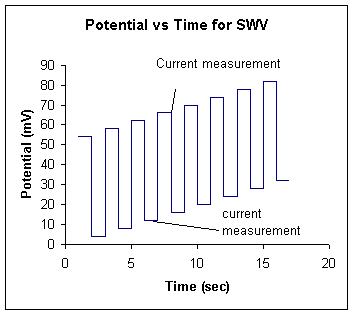 Potential vs Time for SWV
Current measurement
Potential (mV)
90
80
70
60
50
40
30
20
10
0
current
measurement
0 5 10 15 20
Time (sec)